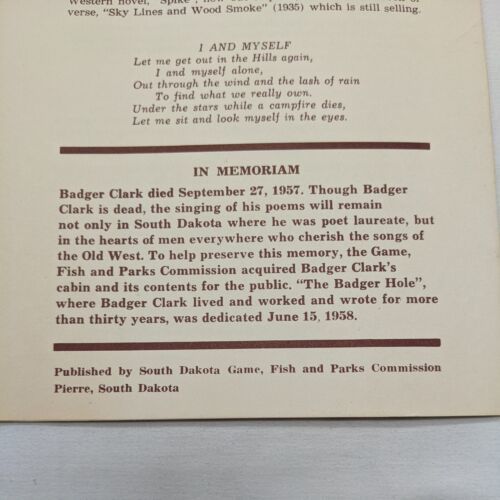 Western novel, "Spike",
verse, "Sky Lines and Wood Smoke" (1935) which is still selling.
I AND MYSELF
Let me get out in the Hills again,
I and myself alone,
Out through the wind and the lash of rain
To find what we really own.
Under the stars while a campfire dies,
Let me sit and look myself in the eyes.
IN MEMORIAM
Badger Clark died September 27, 1957. Though Badger
Clark is dead, the singing of his poems will remain
not only in South Dakota where he was poet laureate, but
in the hearts of men everywhere who cherish the songs of
the Old West. To help preserve this memory, the Game,
Fish and Parks Commission acquired Badger Clark's
cabin and its contents for the public. "The Badger Hole",
where Badger Clark lived and worked and wrote for more
than thirty years, was dedicated June 15, 1958.
Published by South Dakota Game, Fish and Parks Commission
Pierre, South Dakota